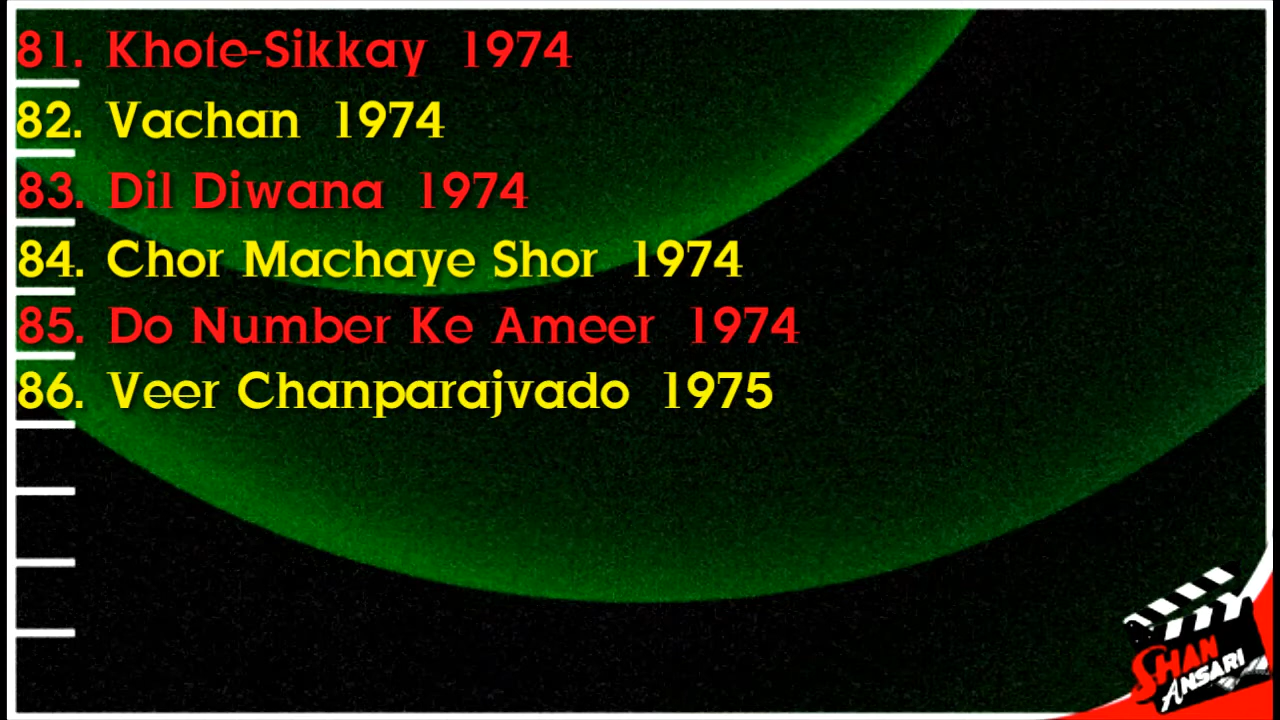 81. Khote-Sikkay 1974
82. Vachan 1974
83. Dil Diwana 1974
84. Chor Machaye Shor 1974
85. Do Number Ke Ameer 1974
86. Veer Chanparajvado 1975
SHAN
ANSARI